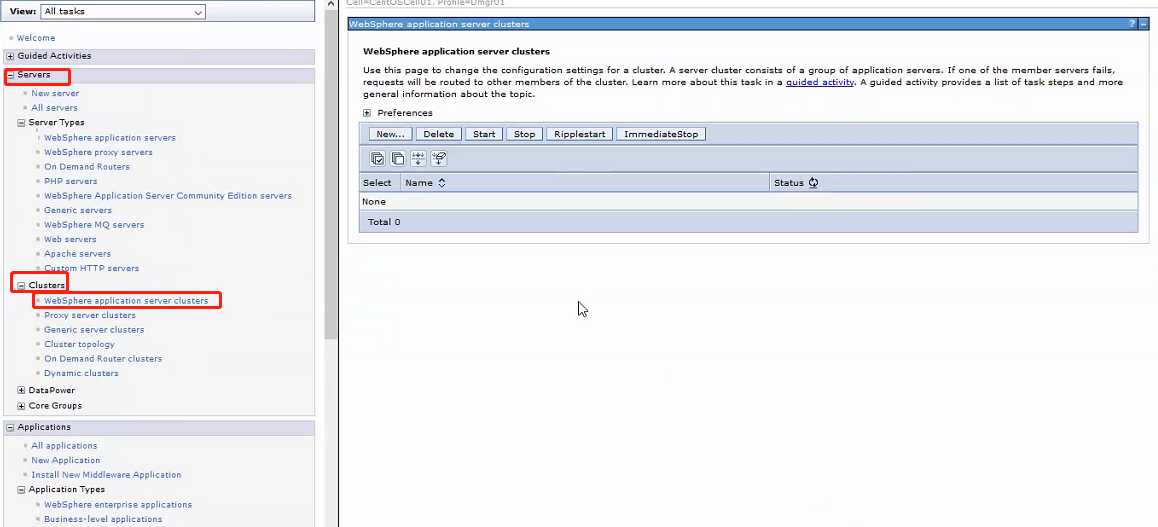 View: All tasks
Welcome
Guided Activities
Servers
New server
All servers
Server Types
WebSphere application servers
WebSphere proxy servers
On Demand Routers
PHP servers
WebSphere Application Server Community Edition servers
Generic servers
WebSphere MQ servers
Web servers
Apache servers
Custom HTTP servers
Clusters
WebSphere application server clusters
Proxy server clusters
Generic server clusters
Cluster topology
On Demand Router clusters
Dynamic clusters
DataPower
Core Groups
Applications
All applications
New Application
Install New Middleware Application
Application Types
WebSphere enterprise applications
Business-level applications
Cell=CentOSCell01, Profile=Dmgr01
WebSphere application server clusters ? –
WebSphere application server clusters
Use this page to change the configuration settings for a cluster. A server cluster consists of a group of application servers. If one of the member servers fails,
requests will be routed to other members of the cluster. Learn more about this task in a guided activity. A guided activity provides a list of task steps and more
general information about the topic.
Preferences
New... Delete Start Stop Ripplestart ImmediateStop
Select Name Status
None
Total 0